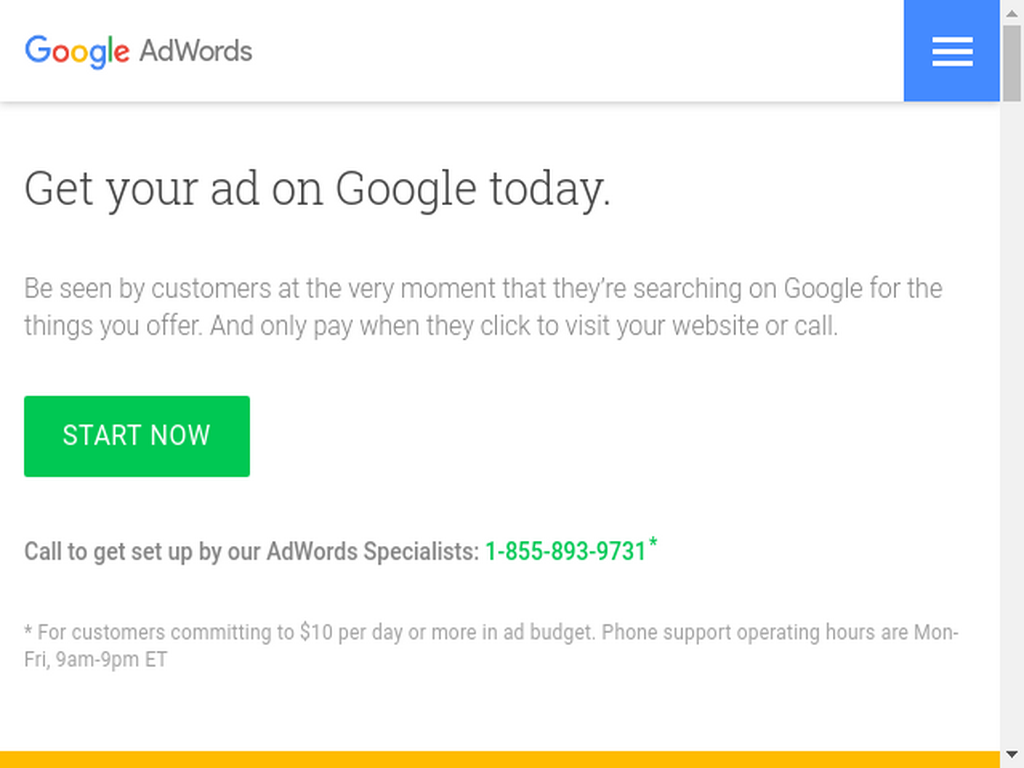 Google AdWords
Get your ad on Google today.
Be seen by customers at the very moment that they’re searching on Google for the
things you offer. And only pay when they click to visit your website or call.
START NOW
Call to get set up by our AdWords Specialists: 1-855-893-9731*
* For customers committing to $10 per day or more in ad budget. Phone support operating hours are Mon-
Fri, 9am-9pm ET